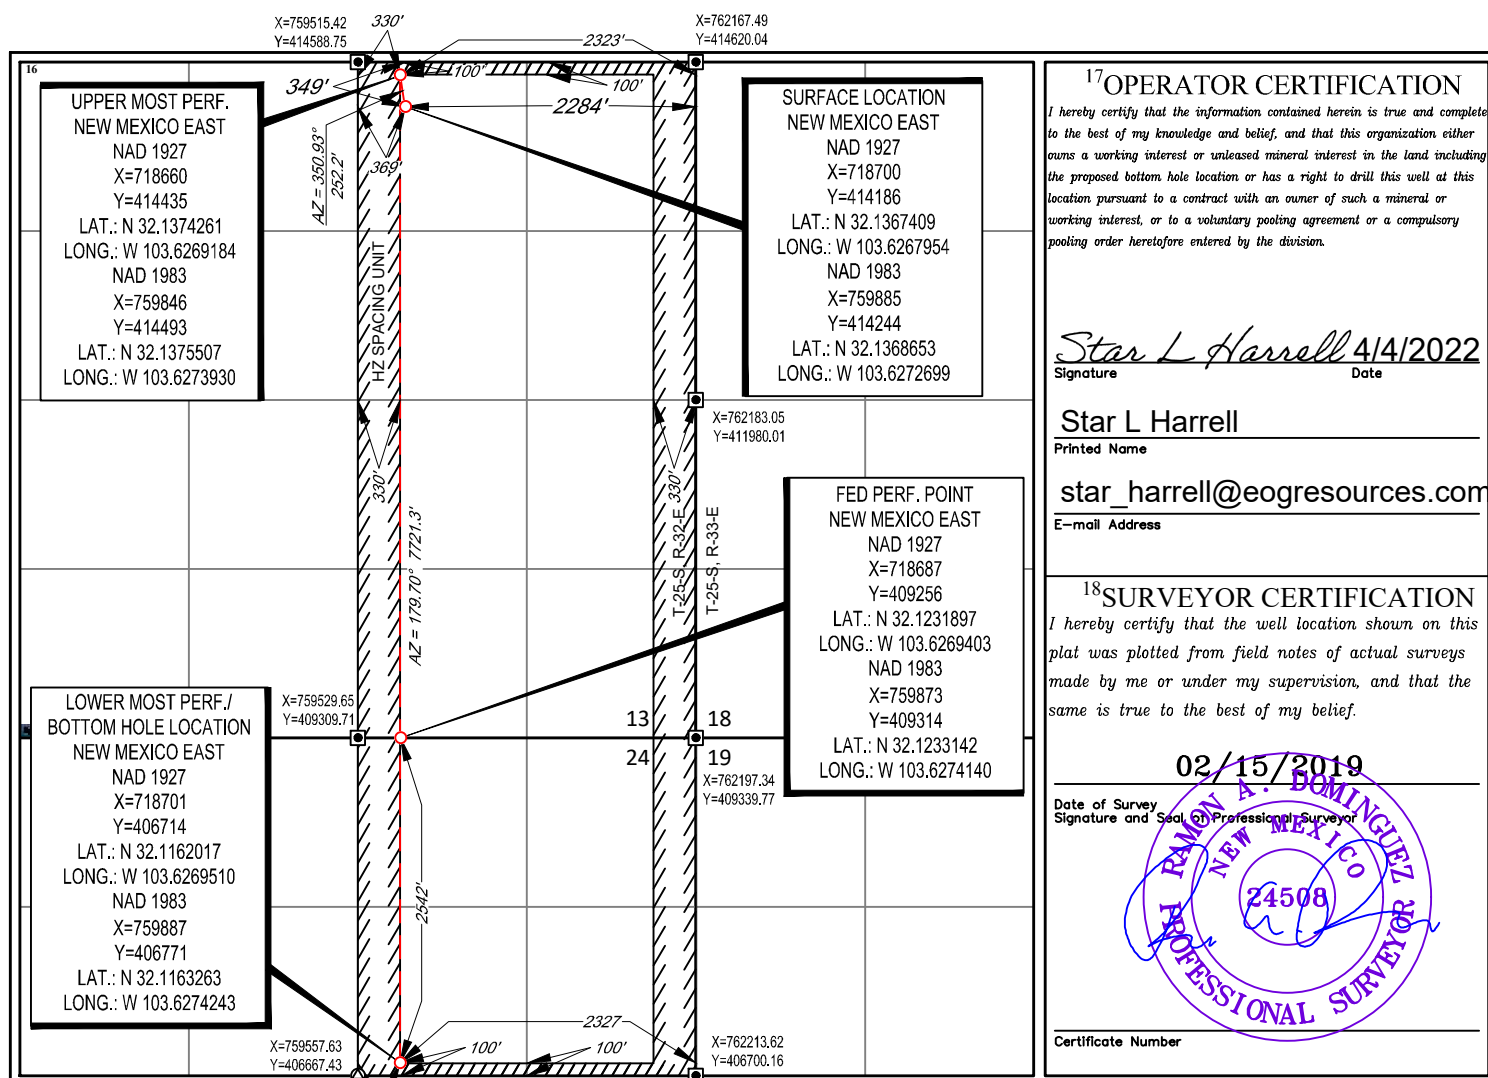 X=759515.42
Y=414588.75
330'
2323'
X=762167.49
Y=414620.04
16
349'
100'
100'
2284'
369'
AZ = 350.93°
252.2'
UPPER MOST PERF.
NEW MEXICO EAST
NAD 1927
X=718660
Y=414435
LAT.: N 32.1374261
LONG.: W 103.6269184
NAD 1983
X=759846
Y=414493
LAT.: N 32.1375507
LONG.: W 103.6273930
SURFACE LOCATION
NEW MEXICO EAST
NAD 1927
X=718700
Y=414186
LAT.: N 32.1367409
LONG.: W 103.6267954
NAD 1983
X=759885
Y=414244
LAT.: N 32.1368653
LONG.: W 103.6272699
HZ SPACING UNIT
330'
330'
X=762183.05
Y=411980.01
T-25-S, R-32-E
T-25-S, R-33-E
AZ = 179.70° 7721.3'
FED PERF. POINT
NEW MEXICO EAST
NAD 1927
X=718687
Y=409256
LAT.: N 32.1231897
LONG.: W 103.6269403
NAD 1983
X=759873
Y=409314
LAT.: N 32.1233142
LONG.: W 103.6274140
X=759529.65
Y=409309.71
13 18
24 19
X=762197.34
Y=409339.77
LOWER MOST PERF./
BOTTOM HOLE LOCATION
NEW MEXICO EAST
NAD 1927
X=718701
Y=406714
LAT.: N 32.1162017
LONG.: W 103.6269510
NAD 1983
X=759887
Y=406771
LAT.: N 32.1163263
LONG.: W 103.6274243
2542'
2327
100'
100'
X=759557.63
Y=406667.43
X=762213.62
Y=406700.16
17 OPERATOR CERTIFICATION
I hereby certify that the information contained herein is true and complete
to the best of my knowledge and belief, and that this organization either
owns a working interest or unleased mineral interest in the land including
the proposed bottom hole location or has a right to drill this well at this
location pursuant to a contract with an owner of such a mineral or
working interest, or to a voluntary pooling agreement or a compulsory
pooling order heretofore entered by the division.
Star L Harrell 4/4/2022
Signature Date
Star L Harrell
Printed Name
star_harrell@eogresources.com
E-mail Address
18 SURVEYOR CERTIFICATION
I hereby certify that the well location shown on this
plat was plotted from field notes of actual surveys
made by me or under my supervision, and that the
same is true to the best of my belief.
02/15/2019
Date of Survey
Signature and Seal of Professional Surveyor
RAMON A. DOMINGUEZ
NEW MEXICO
24508
PROFESSIONAL SURVEYOR
Certificate Number